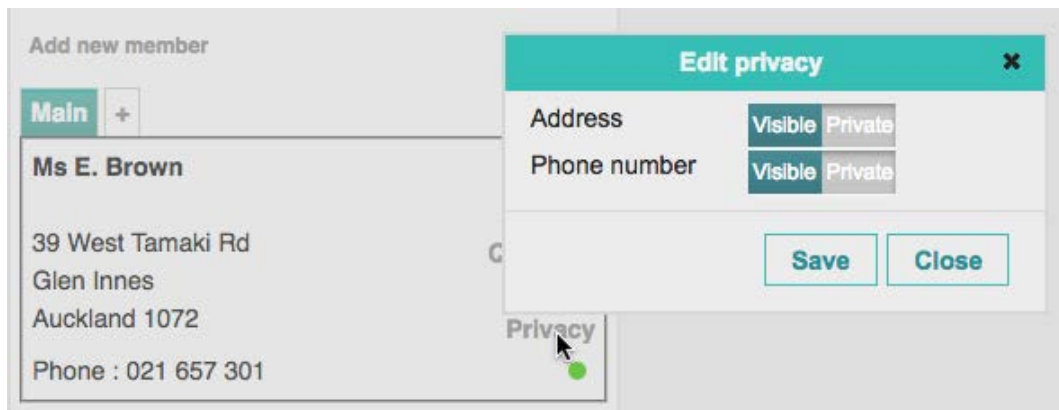 Add new member
Main +
Ms E. Brown
39 West Tamaki Rd
Glen Innes
Auckland 1072
Privacy
Phone : 021 657 301
Edit privacy ✖
Address Visible Private
Phone number Visible Private
Save Close